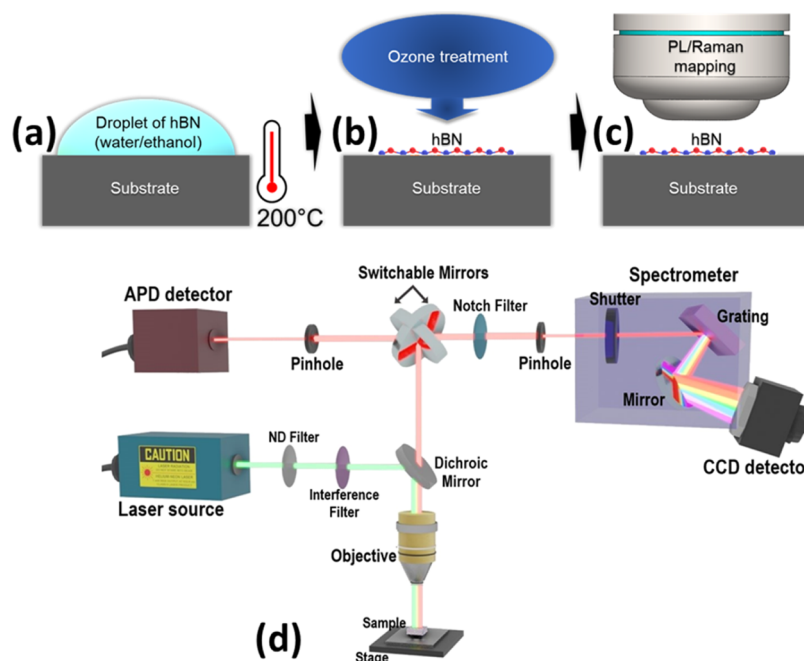 (a)
Droplet of hBN
(water/ethanol)
Substrate
200°C
(b)
Ozone treatment
hBN
Substrate
(c)
PL/Raman
mapping
hBN
Substrate
APD detector
Switchable Mirrors
Pinhole
Notch Filter
Pinhole
Spectrometer
Shutter
Grating
Mirror
CCD detector
CAUTION
Laser source
ND Filter
Interference
Filter
Dichroic
Mirror
Objective
Sample
Stage
(d)